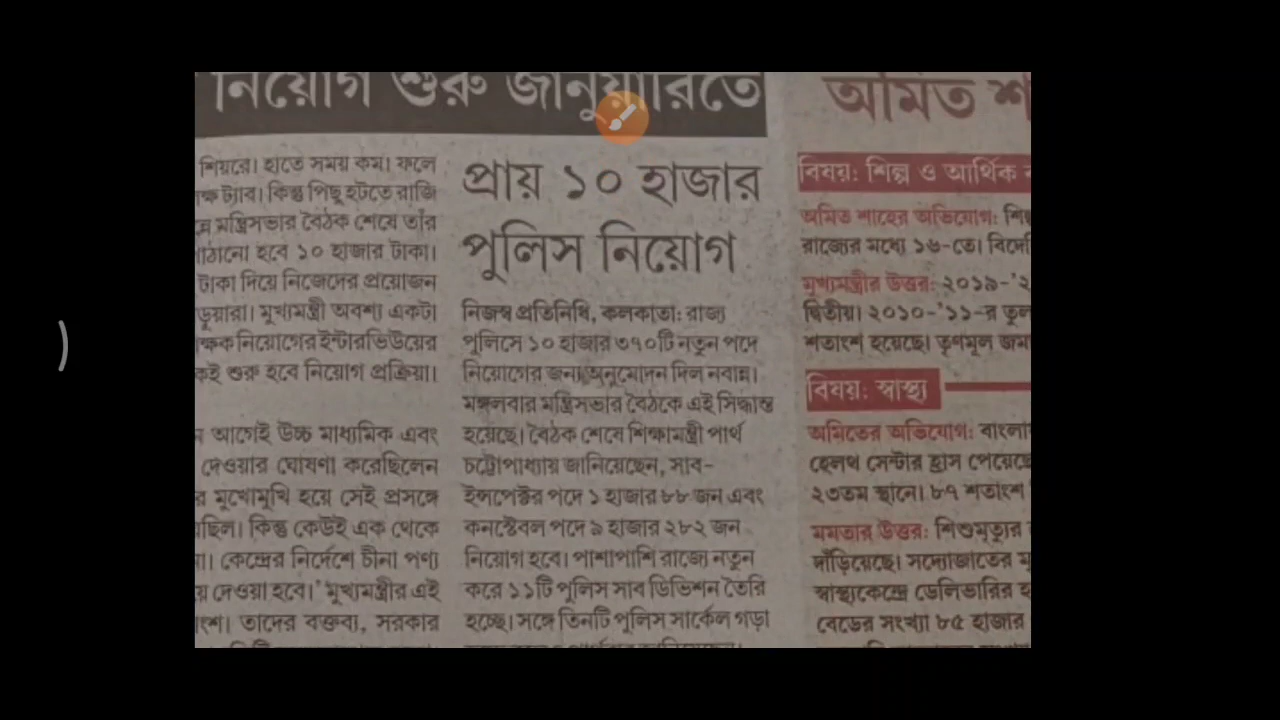 নিয়োগ শুরু জানুয়ারিতে
শিয়রে। হাতে সময় কম। ফলে
ট্যাব। কিন্তু পিছু হটতে রাজি
মন্ত্রিসভার বৈঠক শেষে তাঁর
পাঠানো হবে ১০ হাজার টাকা।
টাকা দিয়ে নিজেদের প্রয়োজন
মুখ্যমন্ত্রী অবশ্য একটা
নিয়োগের ইন্টারভিউয়ের
শুরু হবে নিয়োগ প্রক্রিয়া।
আগেই উচ্চ মাধ্যমিক এবং
দেওয়ার ঘোষণা করেছিলেন
র মুখোমুখি হয়ে সেই প্রসঙ্গে
কিন্তু কেউই এক থেকে
কেন্দ্রের নির্দেশে চীনা পণ্য
দেওয়া হবে।' মুখ্যমন্ত্রীর এই
তাদের বক্তব্য, সরকার
প্রায় ১০ হাজার
পুলিস নিয়োগ
নিজস্ব প্রতিনিধি, কলকাতা: রাজ্য
পুলিসে ১০ হাজার ৩৭০টি নতুন পদে
নিয়োগের জন্য অনুমোদন দিল নবান্ন।
মঙ্গলবার মন্ত্রিসভার বৈঠকে এই সিদ্ধান্ত
হয়েছে। বৈঠক শেষে শিক্ষামন্ত্রী পার্থ
চট্টোপাধ্যায় জানিয়েছেন, সাব-
ইন্সপেক্টর পদে ১ হাজার ৮৮ জন এবং
কনস্টেবল পদে ৯ হাজার ২৮২ জন
নিয়োগ হবে। পাশাপাশি রাজ্যে নতুন
করে ১১টি পুলিস সাব ডিভিশন তৈরি
হচ্ছে। সঙ্গে তিনটি পুলিস সার্কেল গড়া
অমিত শ
বিষয়: শিল্প ও আর্থিক
অমিত শাহের অভিযোগ: শি
রাজ্যের মধ্যে ১৬-তে। বিদে
মুখ্যমন্ত্রীর উত্তর: ২০১৯-'২
দ্বিতীয়। ২০১০-'১১-র তুল
শতাংশ হয়েছে। তৃণমূল জম
বিষয়: স্বাস্থ্য
অমিতের অভিযোগ: বাংলা
হেলথ সেন্টার হ্রাস পেয়েছে
২৩তম স্থানে। ৮৭ শতাংশ
মমতার উত্তর: শিশুমৃত্যুর
দাঁড়িয়েছে। সদ্যোজাতের মৃ
স্বাস্থ্যকেন্দ্রে ডেলিভারির হ
বেডের সংখ্যা ৮৫ হাজার